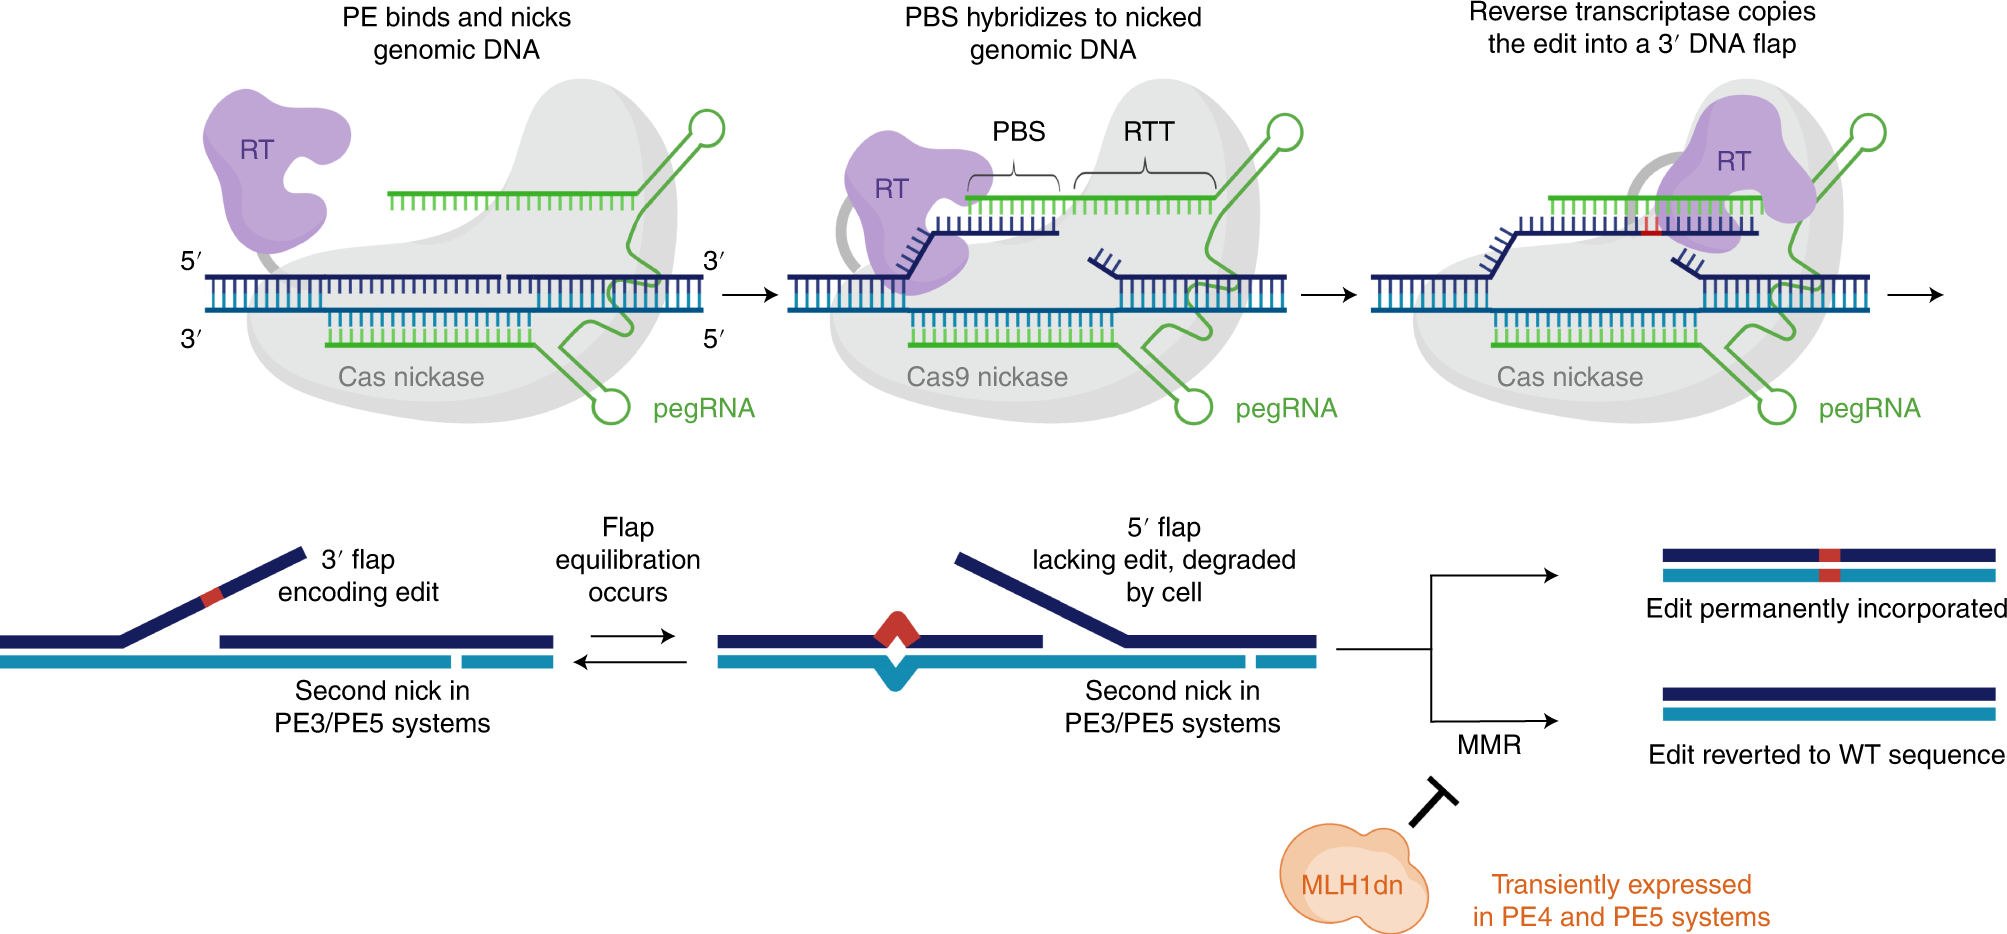 PE binds and nicks
genomic DNA
PBS hybridizes to nicked
genomic DNA
Reverse transcriptase copies
the edit into a 3′ DNA flap
RT
5′
3′
3′
5′
Cas nickase
pegRNA
RT
PBS
RTT
Cas9 nickase
pegRNA
RT
Cas nickase
pegRNA
3′ flap
encoding edit
Second nick in
PE3/PE5 systems
Flap
equilibration
occurs
5′ flap
lacking edit, degraded
by cell
Second nick in
PE3/PE5 systems
Edit permanently incorporated
MMR
Edit reverted to WT sequence
MLH1dn
Transiently expressed
in PE4 and PE5 systems